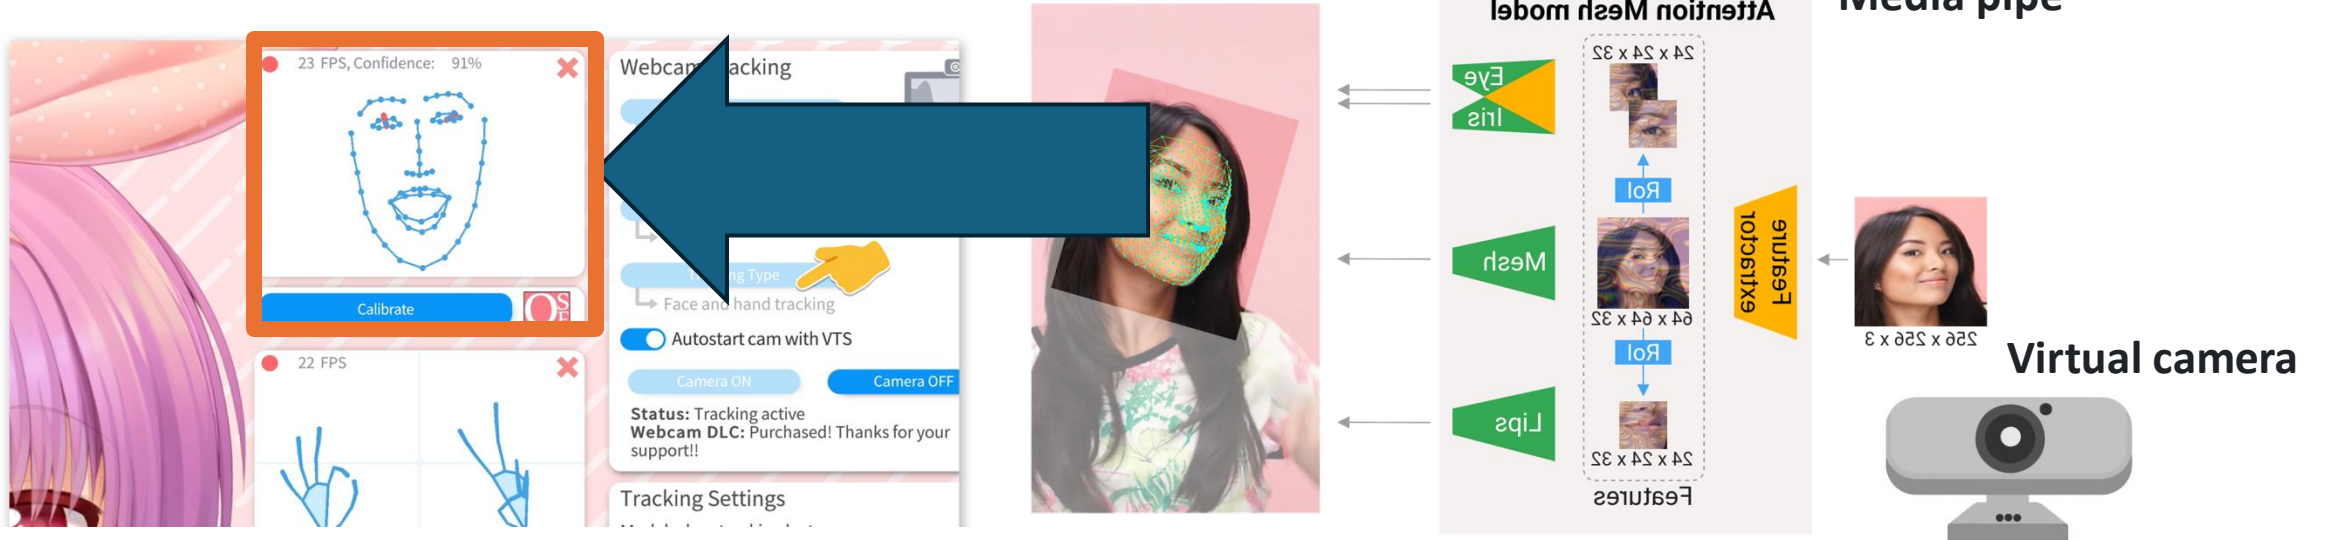 23 FPS, Confidence: 91%
Calibrate
22 FPS
Webcam Tracking
Tracking Type
Face and hand tracking
Autostart cam with VTS
Camera ON
Camera OFF
Status: Tracking active
Webcam DLC: Purchased! Thanks for your
support!!
Tracking Settings
Attention Mesh model
Eye
Iris
Mesh
Lips
24 x 24 x 32
RoI
64 x 64 x 32
RoI
24 x 24 x 32
Features
Feature
extractor
256 x 256 x 3
Media pipe
Virtual camera